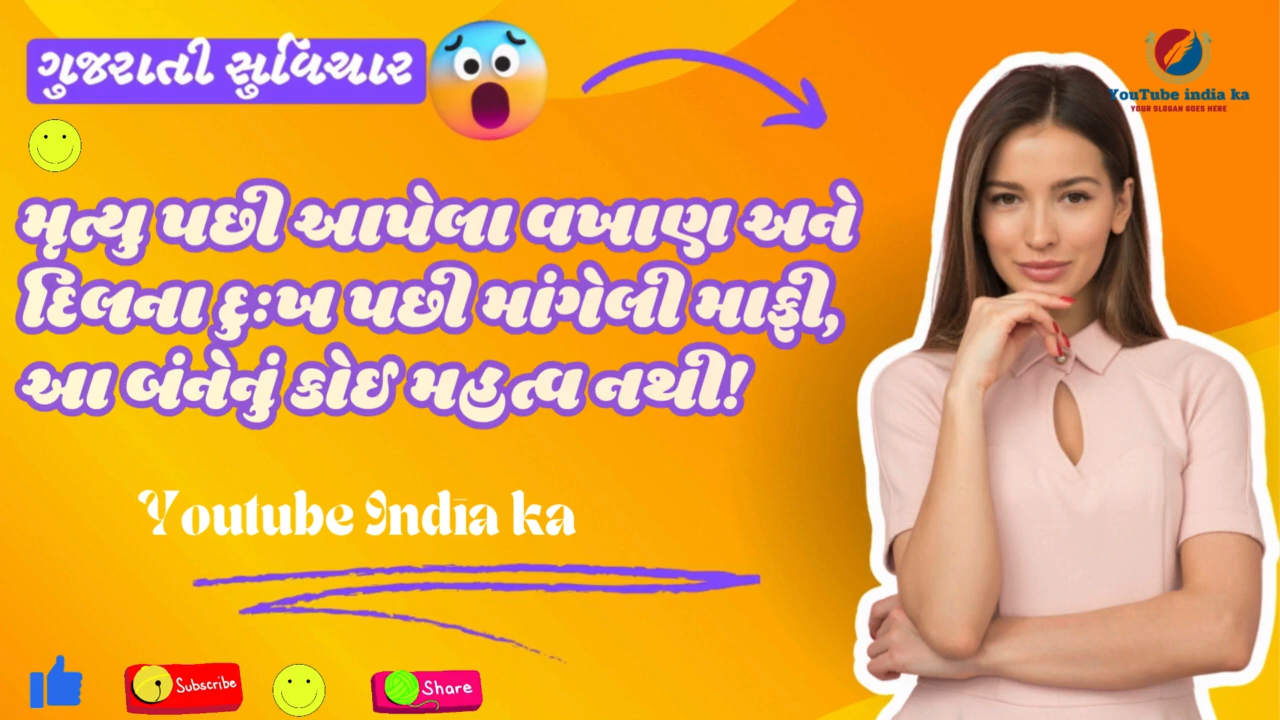 ગુજરાતી સુવિચાર
YouTube india ka
YOUR SLOGAN GOES HERE
મૃત્યુ પછી આપેલા વખાણ અને
દિલના દુઃખ પછી માંગેલી માફી,
આ બંનેનું કોઈ મહત્વ નથી!
Youtube India ka
Subscribe
Share